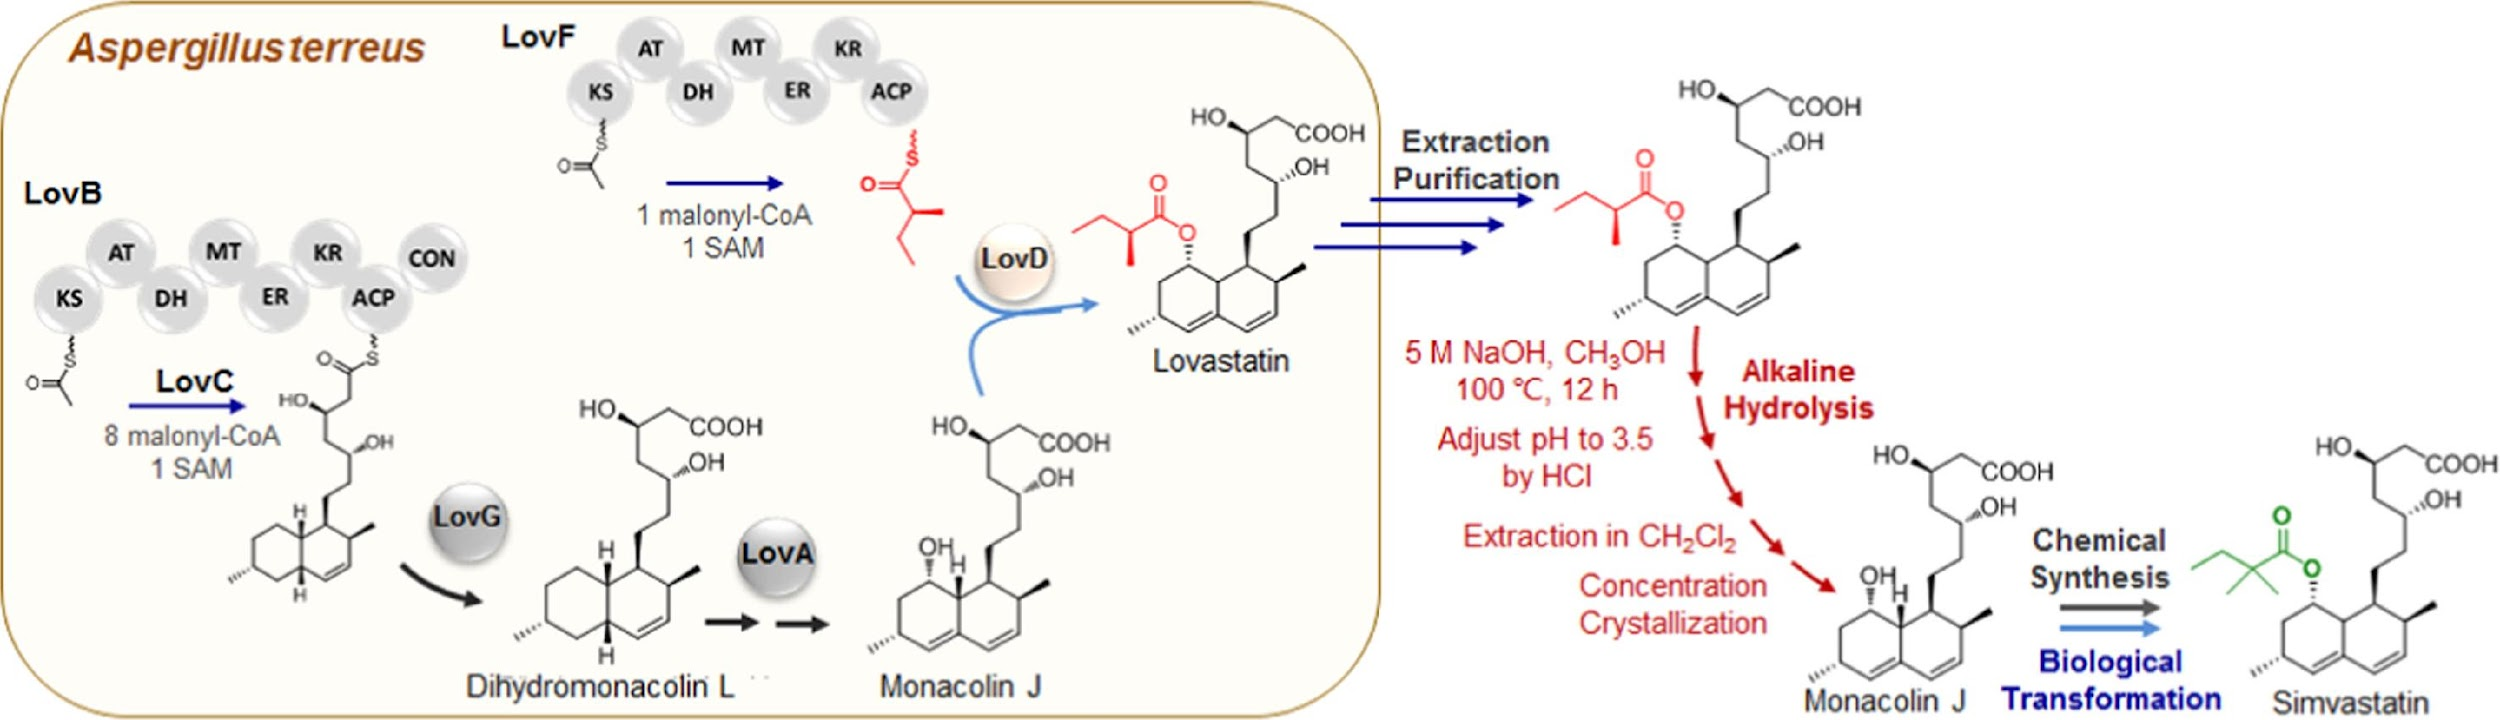 Aspergillus terreus
LovF
AT
MT
KR
KS
DH
ER
ACP
S
O
1 malonyl-CoA
1 SAM
S
O
LovB
AT
MT
KR
CON
KS
DH
ER
ACP
S
O
LovC
8 malonyl-CoA
1 SAM
O
S
HO
OH
H
H
LovG
HO
COOH
OH
H
H
Dihydromonacolin L
LovA
HO
COOH
OH
OH
H
Monacolin J
LovD
HO
COOH
OH
O
O
Lovastatin
Extraction
Purification
HO
COOH
OH
O
O
5 M NaOH, CH₃OH
100 °C, 12 h
Adjust pH to 3.5
by HCl
Alkaline
Hydrolysis
Extraction in CH₂Cl₂
Concentration
Crystallization
HO
COOH
OH
OH
H
Monacolin J
Chemical
Synthesis
Biological
Transformation
HO
COOH
OH
O
O
Simvastatin